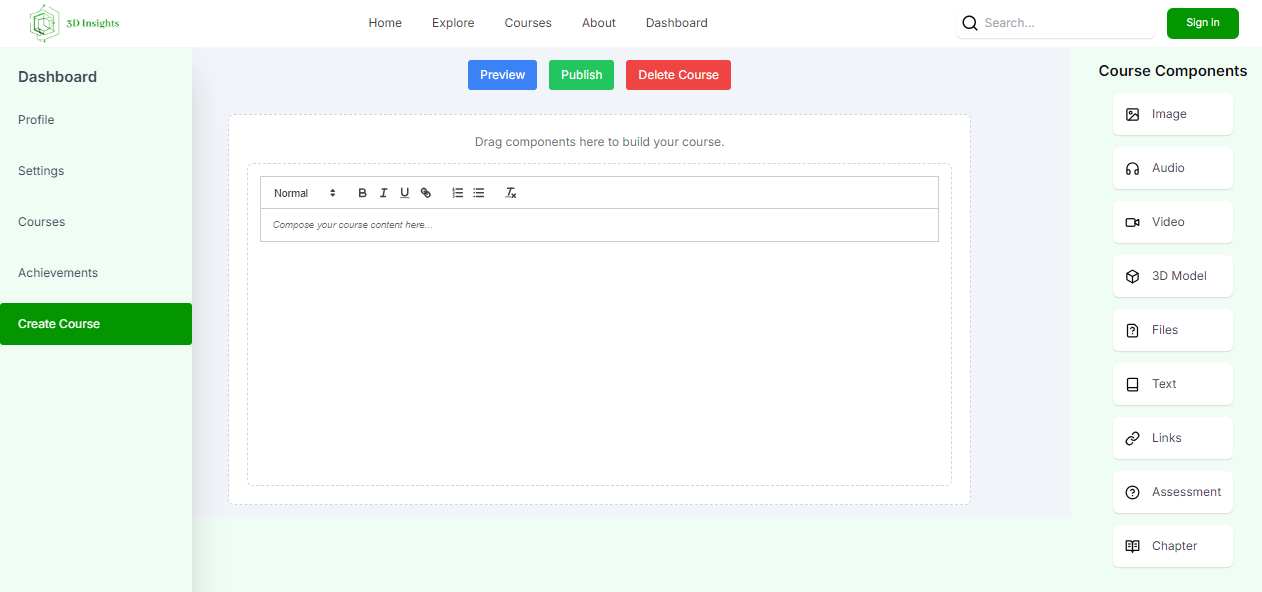 3D Insights
Home
Explore
Courses
About
Dashboard
Search...
Sign in
Dashboard
Profile
Settings
Courses
Achievements
Create Course
Preview
Publish
Delete Course
Drag components here to build your course.
Normal
B I U
Compose your course content here...
Course Components
Image
Audio
Video
3D Model
Files
Text
Links
Assessment
Chapter